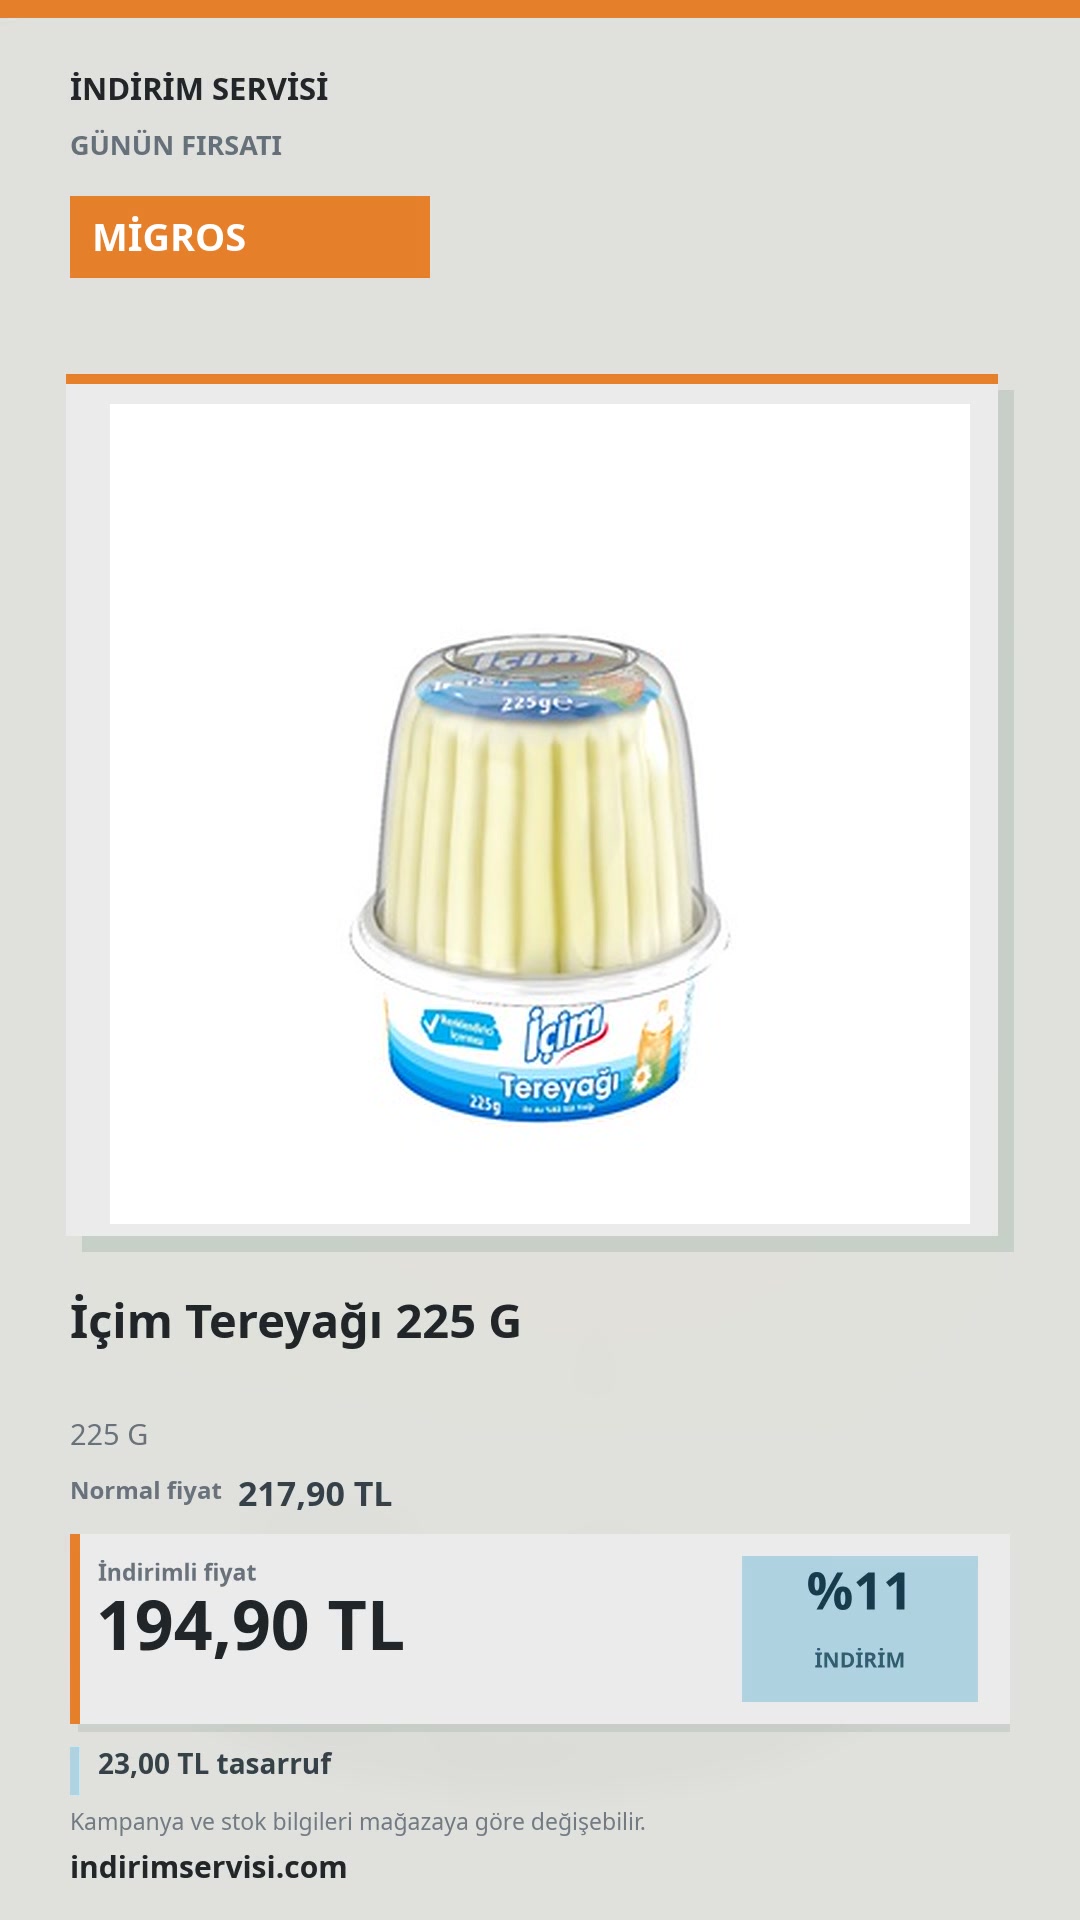 İNDİRİM SERVİSİ
GÜNÜN FIRSATI
MİGROS
İçim
225g℮
İçim
Tereyağı
225g
İçim Tereyağı 225 G
225 G
Normal fiyat 217,90 TL
İndirimli fiyat
194,90 TL
%11
İNDİRİM
23,00 TL tasarruf
Kampanya ve stok bilgileri mağazaya göre değişebilir.
indirimservisi.com